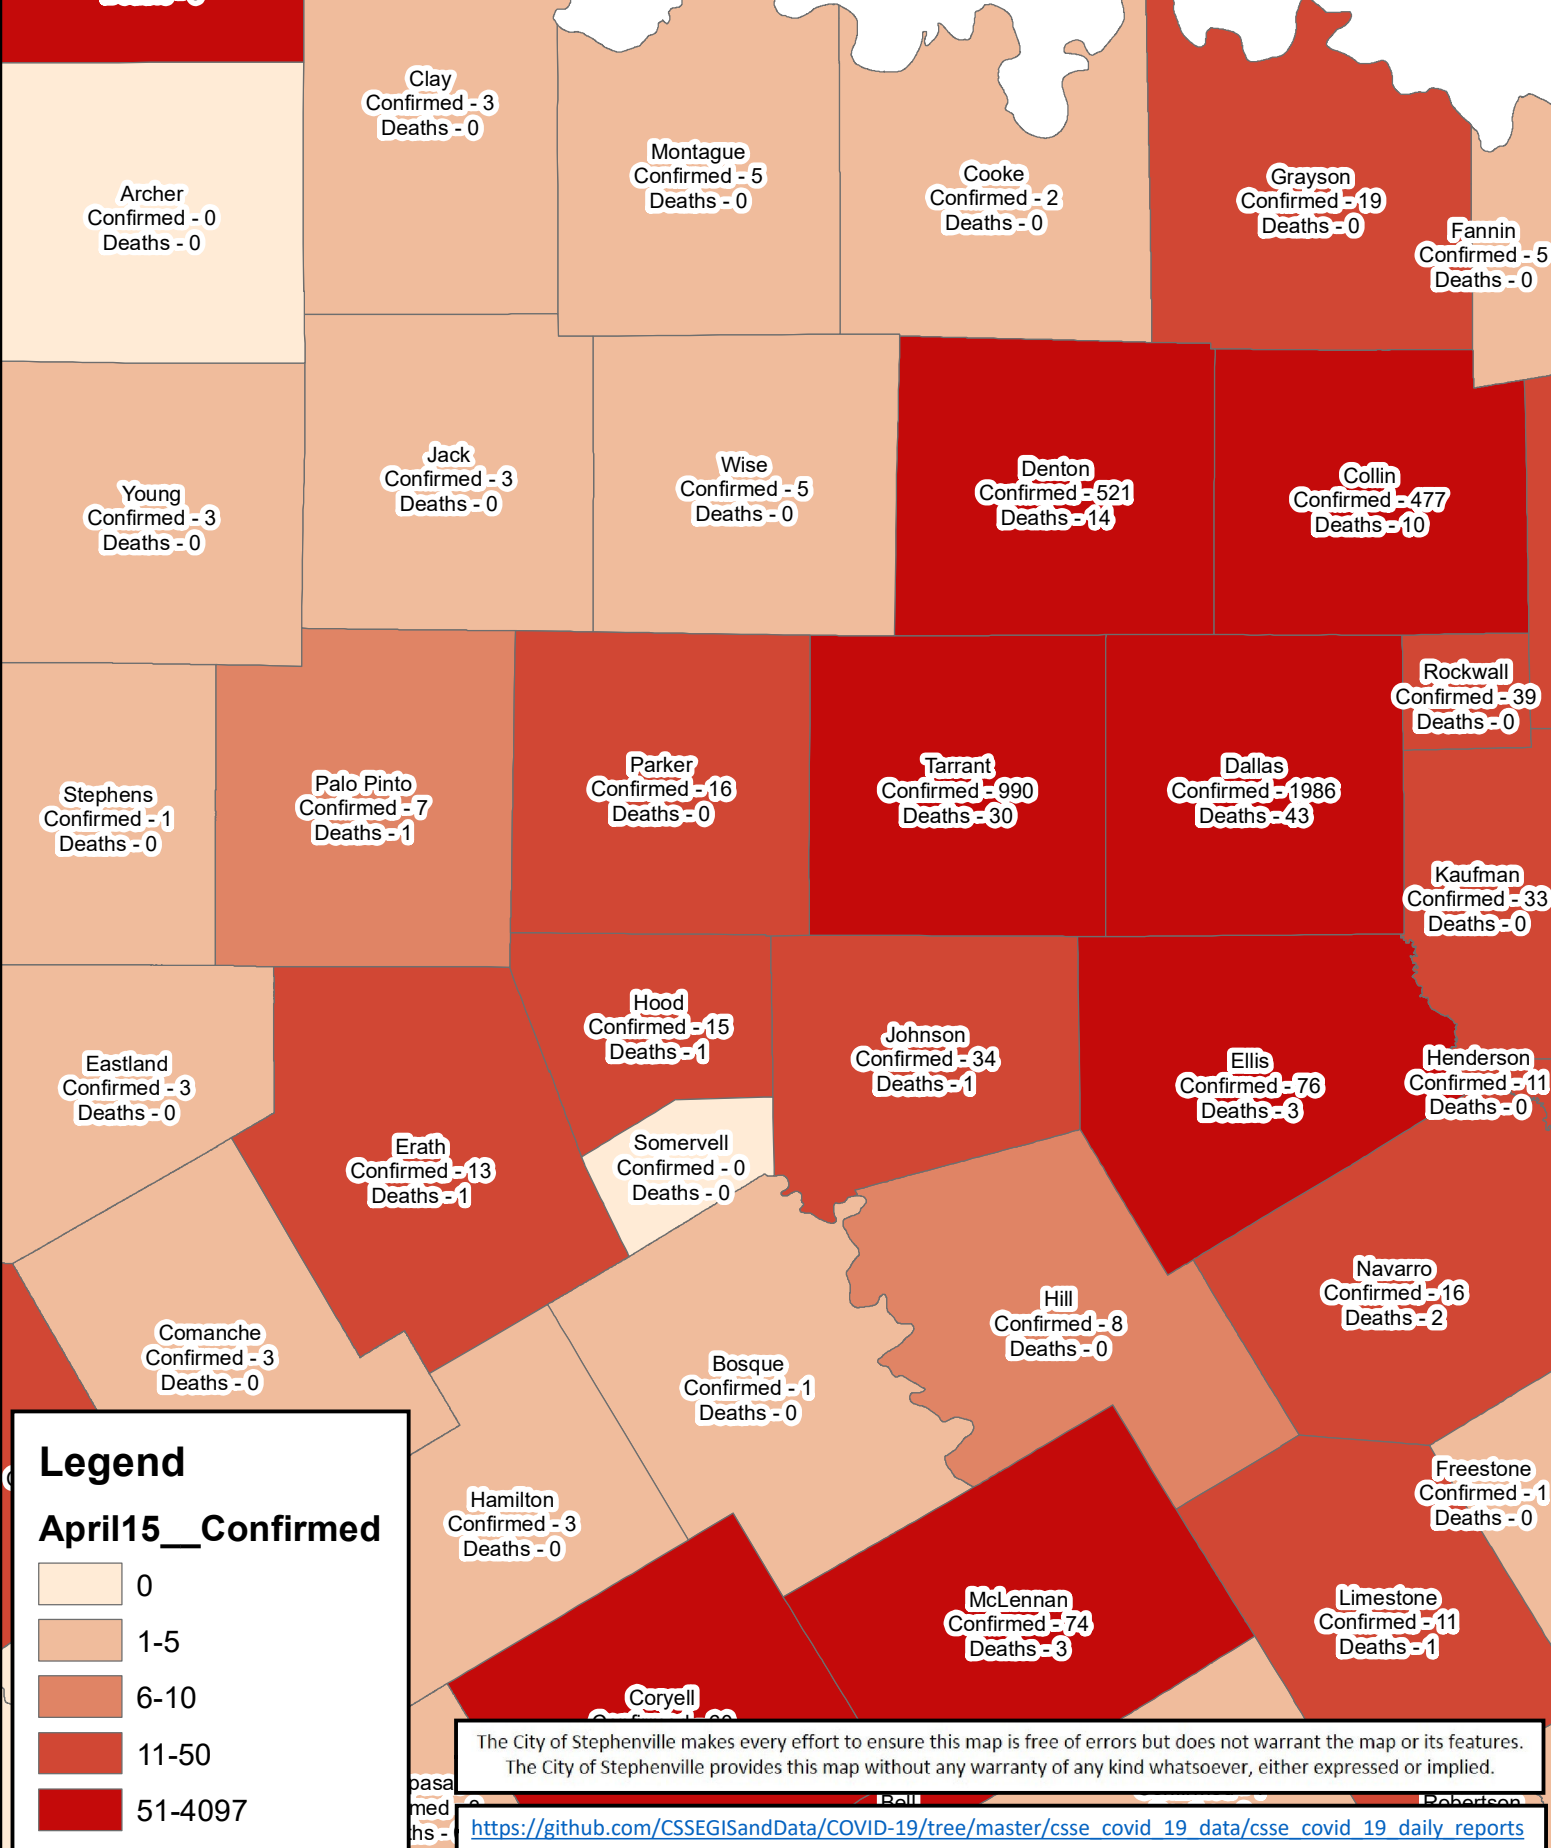 Clay
Confirmed - 3
Deaths - 0
Montague
Confirmed - 5
Deaths - 0
Cooke
Confirmed - 2
Deaths - 0
Grayson
Confirmed - 19
Deaths - 0
Archer
Confirmed - 0
Deaths - 0
Fannin
Confirmed - 5
Deaths - 0
Jack
Confirmed - 3
Deaths - 0
Wise
Confirmed - 5
Deaths - 0
Denton
Confirmed - 521
Deaths - 14
Collin
Confirmed - 477
Deaths - 10
Young
Confirmed - 3
Deaths - 0
Rockwall
Confirmed - 39
Deaths - 0
Stephens
Confirmed - 1
Deaths - 0
Palo Pinto
Confirmed - 7
Deaths - 1
Parker
Confirmed - 16
Deaths - 0
Tarrant
Confirmed - 990
Deaths - 30
Dallas
Confirmed - 1986
Deaths - 43
Kaufman
Confirmed - 33
Deaths - 0
Hood
Confirmed - 15
Deaths - 1
Johnson
Confirmed - 34
Deaths - 1
Ellis
Confirmed - 76
Deaths - 3
Henderson
Confirmed - 11
Deaths - 0
Eastland
Confirmed - 3
Deaths - 0
Erath
Confirmed - 13
Deaths - 1
Somervell
Confirmed - 0
Deaths - 0
Navarro
Confirmed - 16
Deaths - 2
Hill
Confirmed - 8
Deaths - 0
Comanche
Confirmed - 3
Deaths - 0
Bosque
Confirmed - 1
Deaths - 0
Freestone
Confirmed - 1
Deaths - 0
Hamilton
Confirmed - 3
Deaths - 0
McLennan
Confirmed - 74
Deaths - 3
Limestone
Confirmed - 11
Deaths - 1
Coryell
Legend
April15__Confirmed
0
1-5
6-10
11-50
51-4097
The City of Stephenville makes every effort to ensure this map is free of errors but does not warrant the map or its features.
The City of Stephenville provides this map without any warranty of any kind whatsoever, either expressed or implied.
Bell
Robertson
https://github.com/CSSEGISandData/COVID-19/tree/master/csse_covid_19_data/csse_covid_19_daily_reports